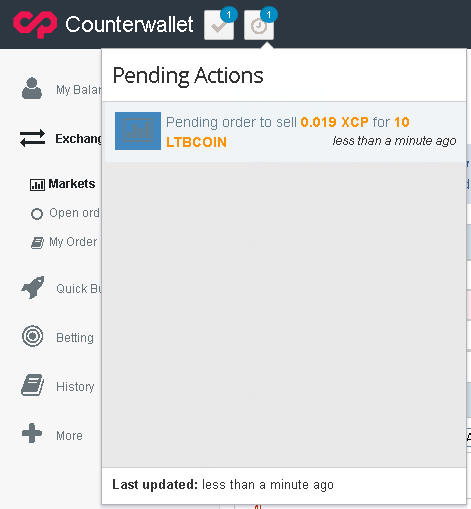 Counterwallet
1
1
Pending Actions
Pending order to sell 0.019 XCP for 10
LTBCOIN
less than a minute ago
My Balan
Exchang
Markets
Open ord
My Order
Quick Bu
Betting
History
More
Last updated: less than a minute ago